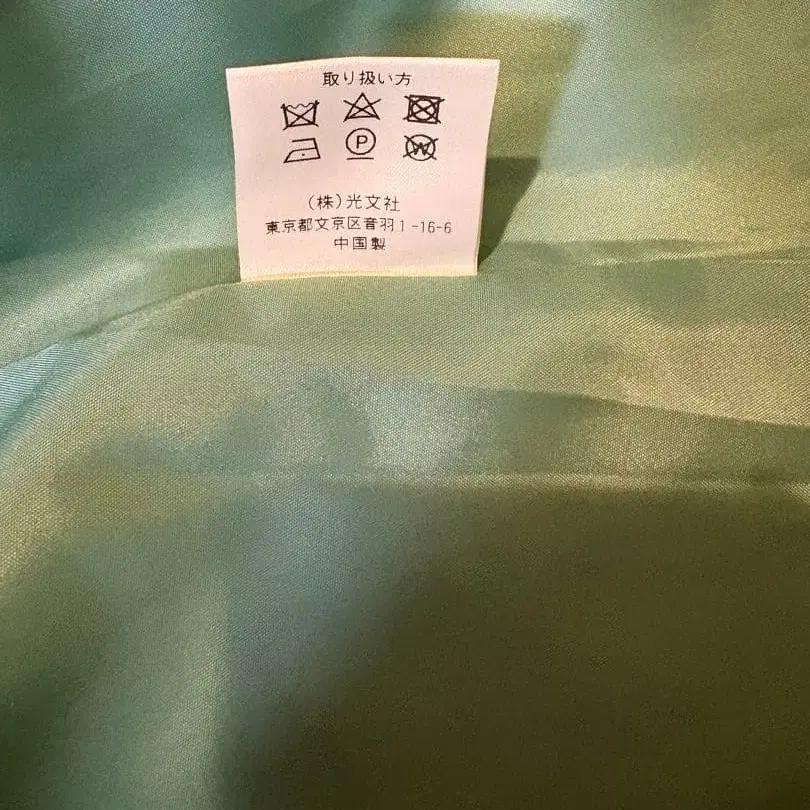 取り扱い方
P
W
(株)光文社
東京都文京区音羽1-16-6
中国製